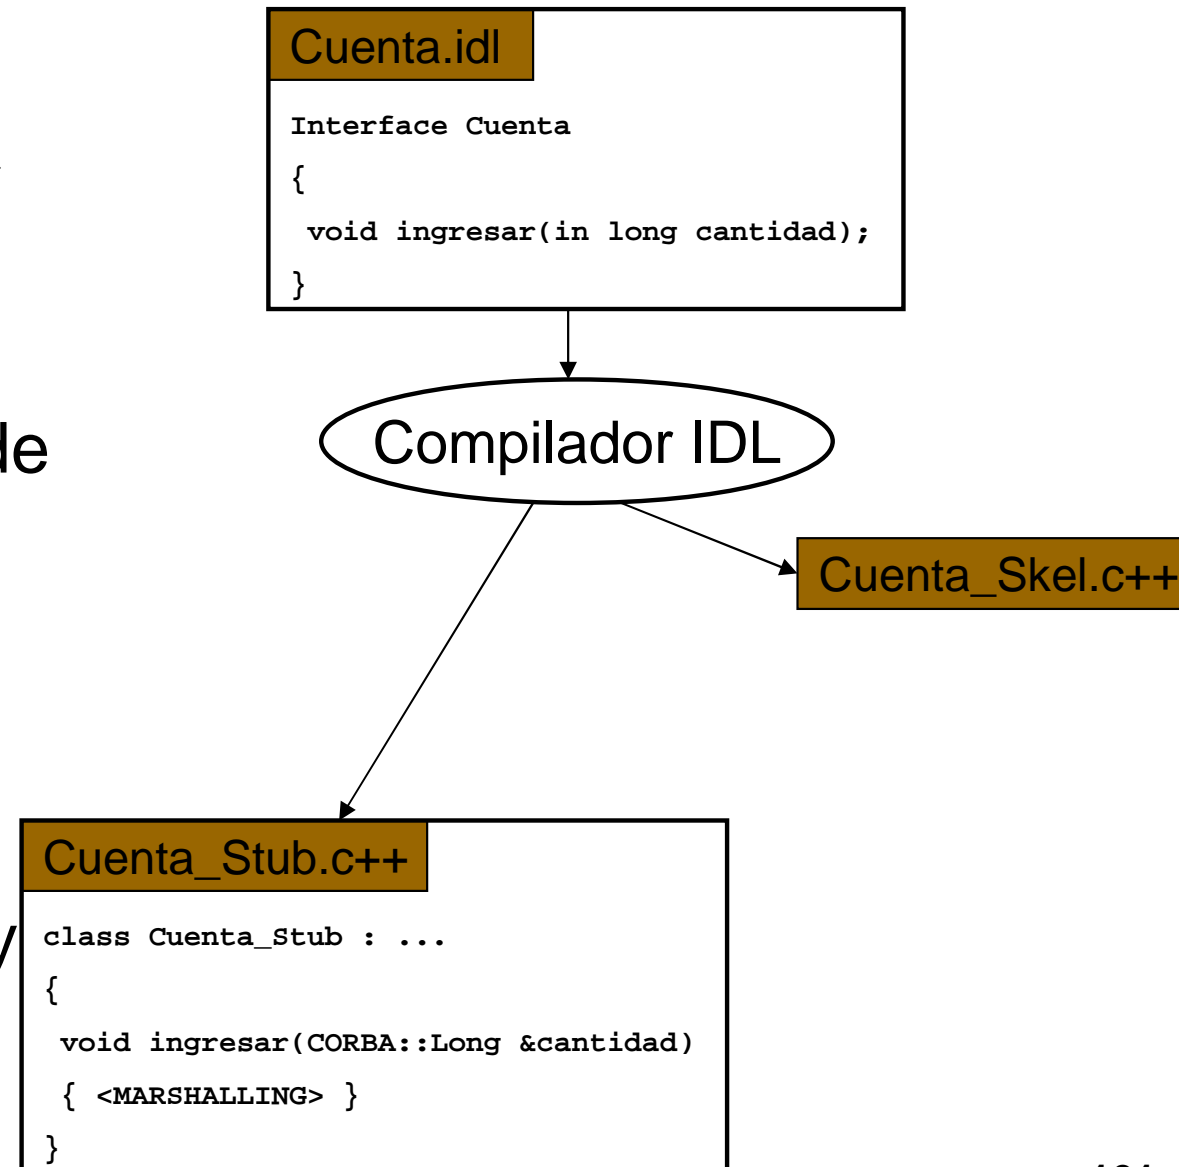 Cuenta.idl
Interface Cuenta
{
void ingresar(in long cantidad);
}
de
Compilador IDL
Cuenta_Skel.c++
Cuenta_Stub.c++
y
class Cuenta_Stub : ...
{
void ingresar(CORBA::Long &cantidad)
{ <MARSHALLING> }
}